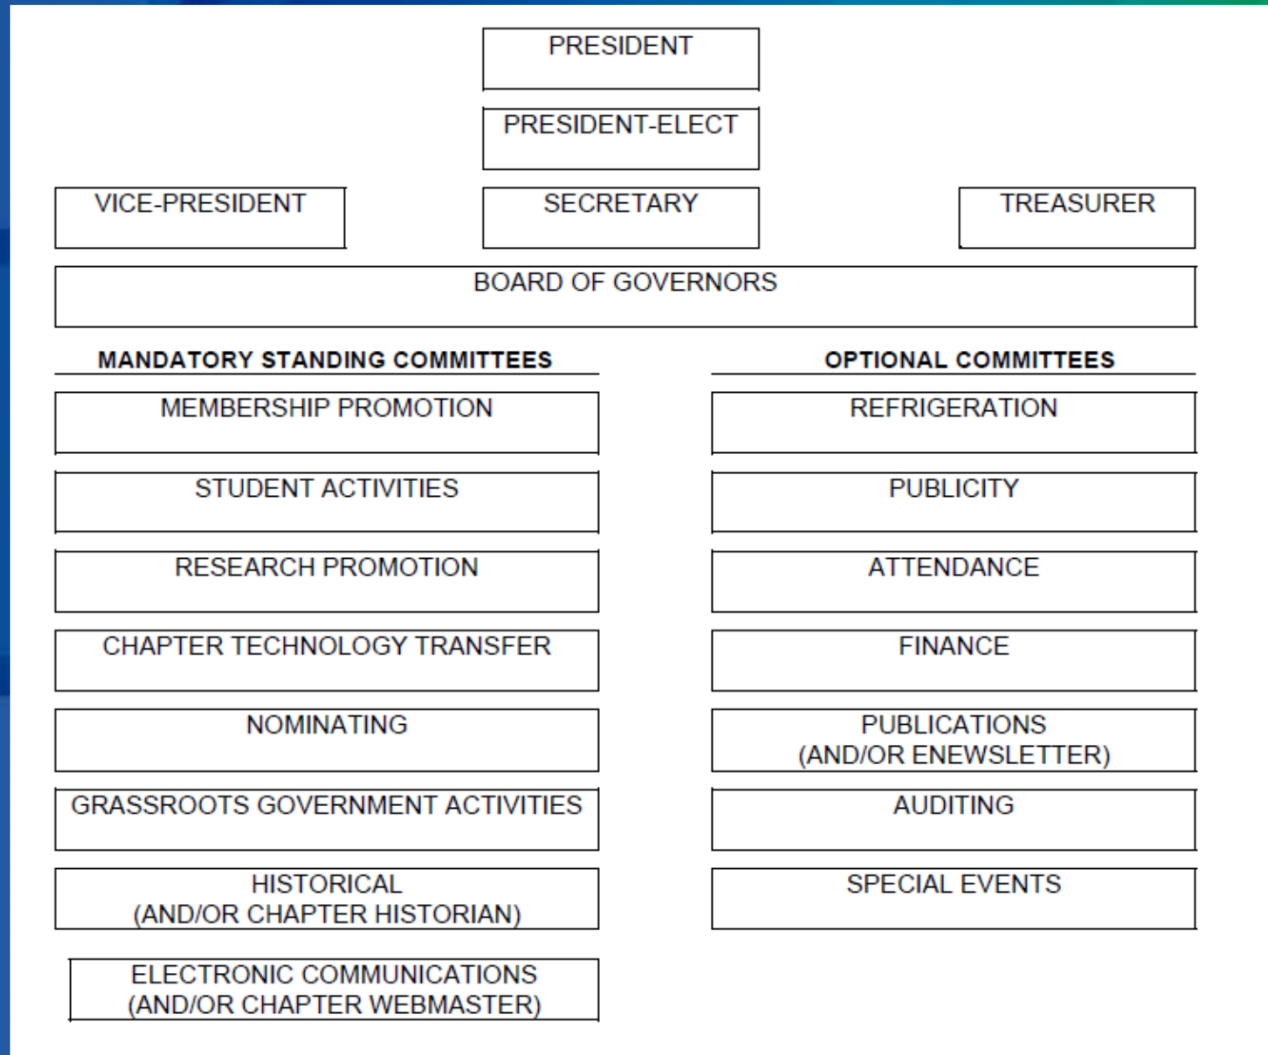 PRESIDENT
PRESIDENT-ELECT
VICE-PRESIDENT
SECRETARY
TREASURER
BOARD OF GOVERNORS
MANDATORY STANDING COMMITTEES
MEMBERSHIP PROMOTION
STUDENT ACTIVITIES
RESEARCH PROMOTION
CHAPTER TECHNOLOGY TRANSFER
NOMINATING
GRASSROOTS GOVERNMENT ACTIVITIES
HISTORICAL
(AND/OR CHAPTER HISTORIAN)
ELECTRONIC COMMUNICATIONS
(AND/OR CHAPTER WEBMASTER)
OPTIONAL COMMITTEES
REFRIGERATION
PUBLICITY
ATTENDANCE
FINANCE
PUBLICATIONS
(AND/OR ENEWSLETTER)
AUDITING
SPECIAL EVENTS